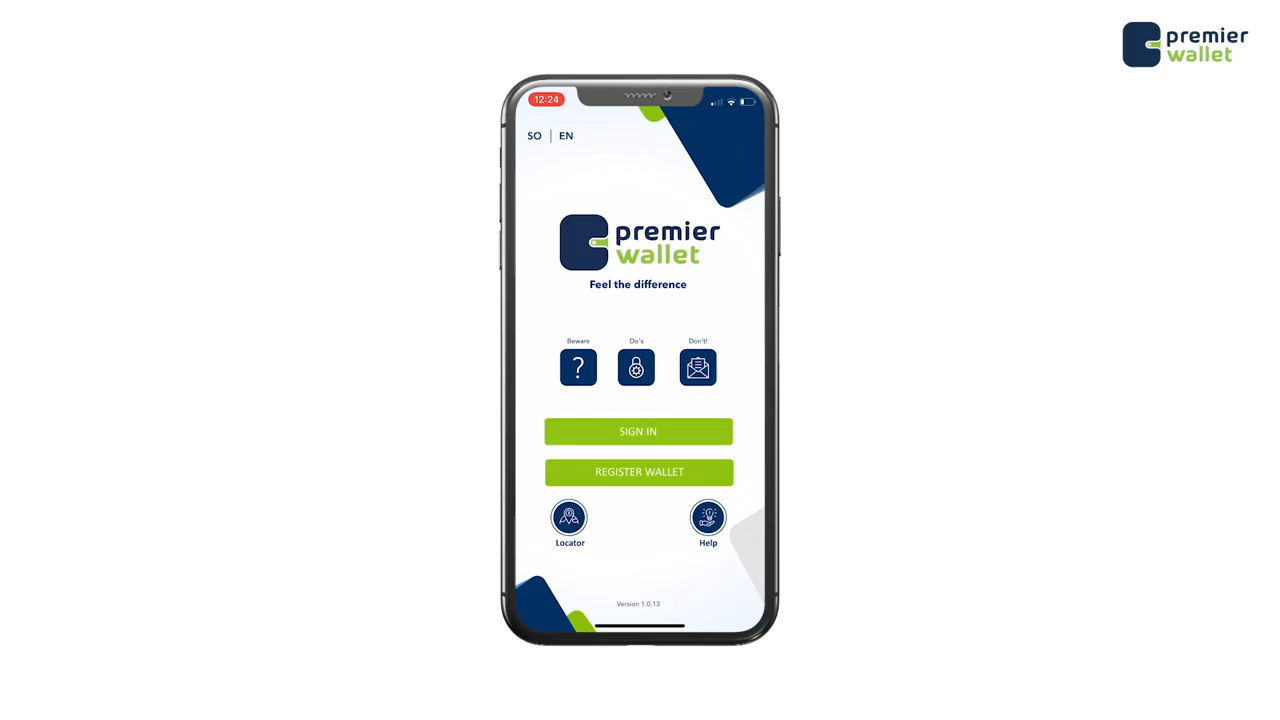 premier
wallet
12:24
SO | EN
premier
wallet
Feel the difference
Beware
Do's
Don't!
SIGN IN
REGISTER WALLET
Locator
Help
Version 1.0.13